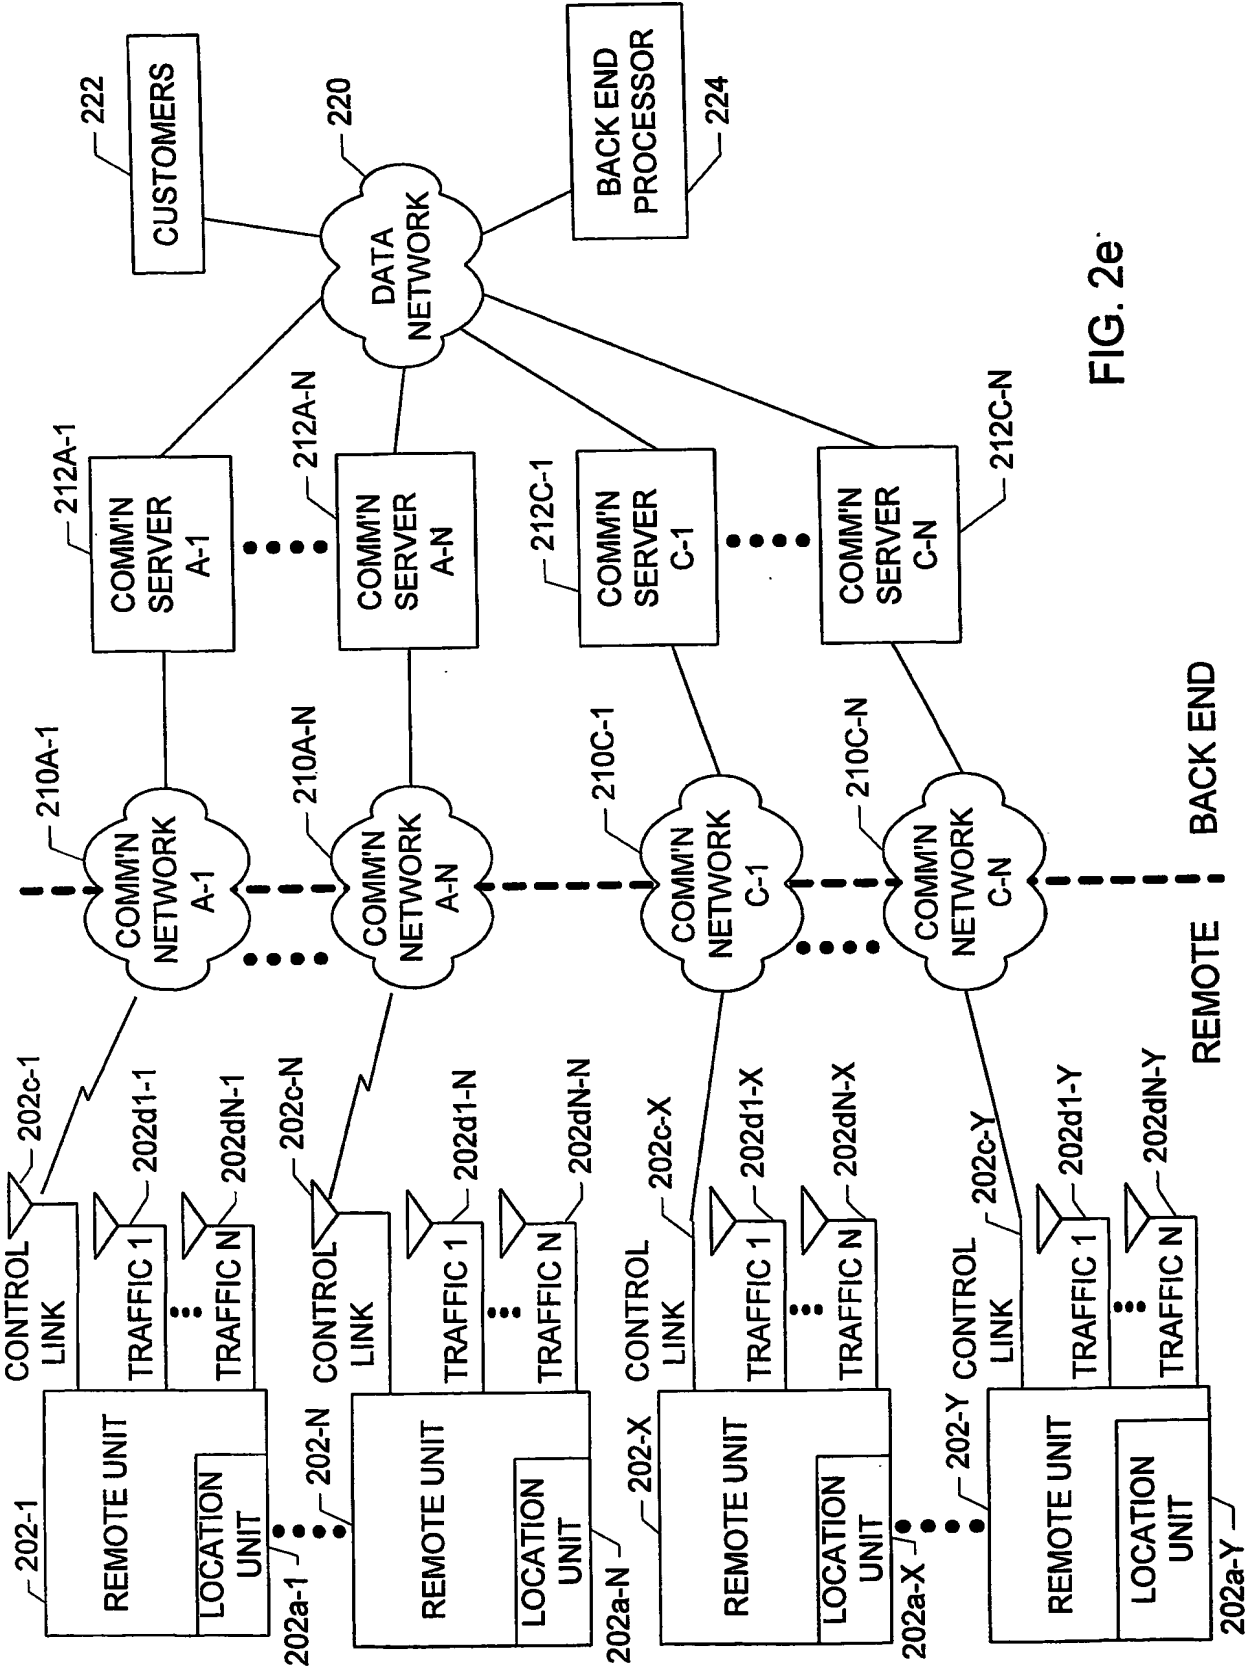 202-1
REMOTE UNIT
LOCATION
UNIT
202a-1
CONTROL
LINK
202c-1
TRAFFIC 1
202d1-1
TRAFFIC N
202dN-1
COMM'N
NETWORK
A-1
210A-1
COMM'N
SERVER
A-1
212A-1
CUSTOMERS
222
202-N
REMOTE UNIT
LOCATION
UNIT
202a-N
CONTROL
LINK
202c-N
TRAFFIC 1
202d1-N
TRAFFIC N
202dN-N
COMM'N
NETWORK
A-N
210A-N
COMM'N
SERVER
A-N
212A-N
DATA
NETWORK
220
202-X
REMOTE UNIT
LOCATION
UNIT
202a-X
CONTROL
LINK
202c-X
TRAFFIC 1
202d1-X
TRAFFIC N
202dN-X
COMM'N
NETWORK
C-1
210C-1
COMM'N
SERVER
C-1
212C-1
BACK END
PROCESSOR
224
202-Y
REMOTE UNIT
LOCATION
UNIT
202a-Y
CONTROL
LINK
202c-Y
TRAFFIC 1
202d1-Y
TRAFFIC N
202dN-Y
COMM'N
NETWORK
C-N
210C-N
COMM'N
SERVER
C-N
212C-N
REMOTE
BACK END
FIG. 2e